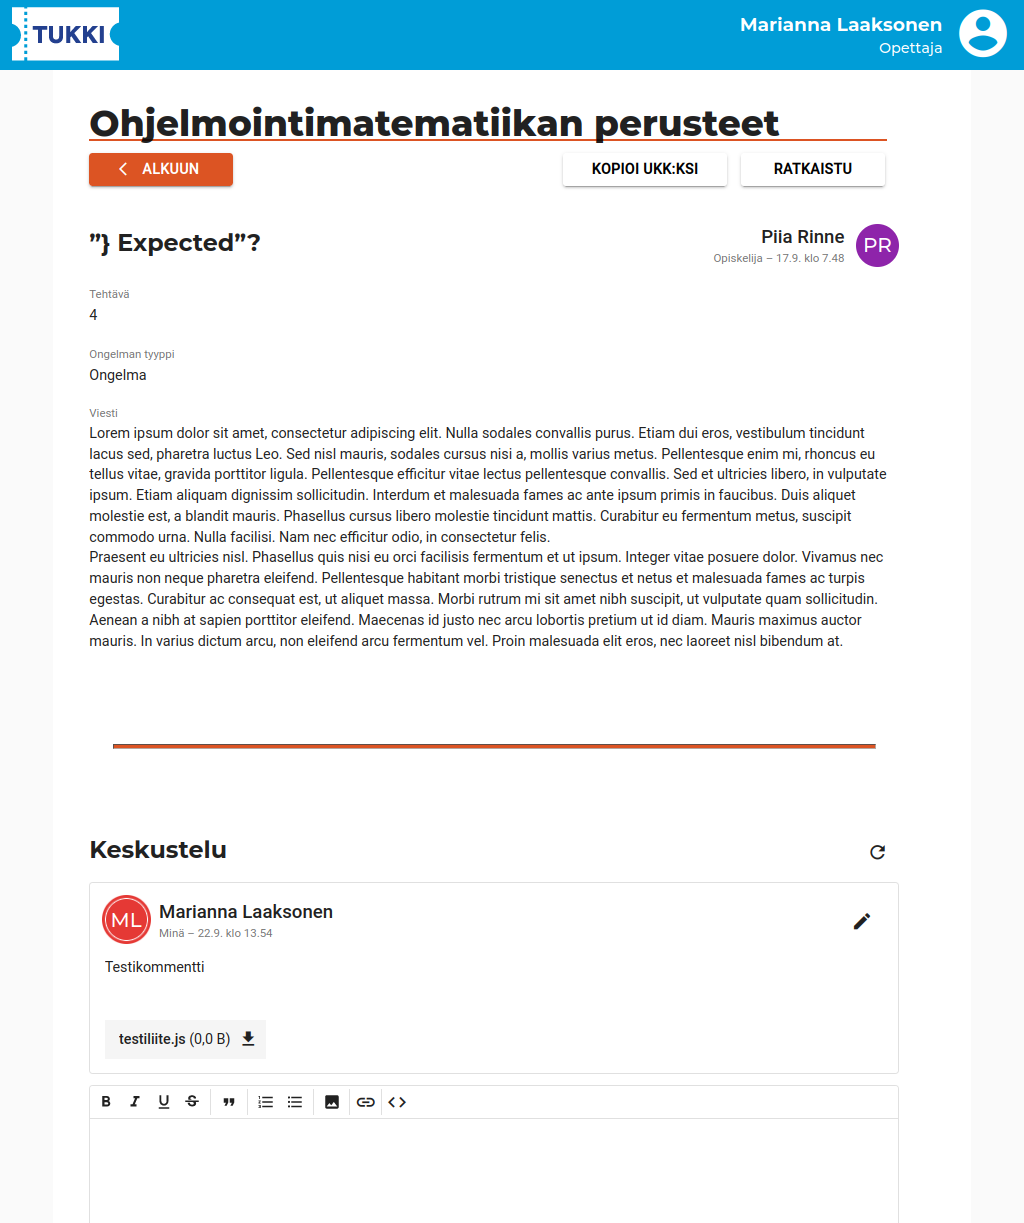 TUKKI
Marianna Laaksonen
Opettaja
Ohjelmointimatematiikan perusteet
ALKUUN
KOPIOI UKK:KSI
RATKAISTU
”} Expected”?
Piia Rinne
Opiskelija – 17.9. klo 7.48
PR
Tehtävä
4
Ongelman tyyppi
Ongelma
Viesti
Lorem ipsum dolor sit amet, consectetur adipiscing elit. Nulla sodales convallis purus. Etiam dui eros, vestibulum tincidunt
lacus sed, pharetra luctus Leo. Sed nisl mauris, sodales cursus nisi a, mollis varius metus. Pellentesque enim mi, rhoncus eu
tellus vitae, gravida porttitor ligula. Pellentesque efficitur vitae lectus pellentesque convallis. Sed et ultricies libero, in vulputate
ipsum. Etiam aliquam dignissim sollicitudin. Interdum et malesuada fames ac ante ipsum primis in faucibus. Duis aliquet
molestie est, a blandit mauris. Phasellus cursus libero molestie tincidunt mattis. Curabitur eu fermentum metus, suscipit
commodo urna. Nulla facilisi. Nam nec efficitur odio, in consectetur felis.
Praesent eu ultricies nisl. Phasellus quis nisi eu orci facilisis fermentum et ut ipsum. Integer vitae posuere dolor. Vivamus nec
mauris non neque pharetra eleifend. Pellentesque habitant morbi tristique senectus et netus et malesuada fames ac turpis
egestas. Curabitur ac consequat est, ut aliquet massa. Morbi rutrum mi sit amet nibh suscipit, ut vulputate quam sollicitudin.
Aenean a nibh at sapien porttitor eleifend. Maecenas id justo nec arcu lobortis pretium ut id diam. Mauris maximus auctor
mauris. In varius dictum arcu, non eleifend arcu fermentum vel. Proin malesuada elit eros, nec laoreet nisl bibendum at.
Keskustelu
ML
Marianna Laaksonen
Minä – 22.9. klo 13.54
Testikommentti
testiliite.js (0,0 B)